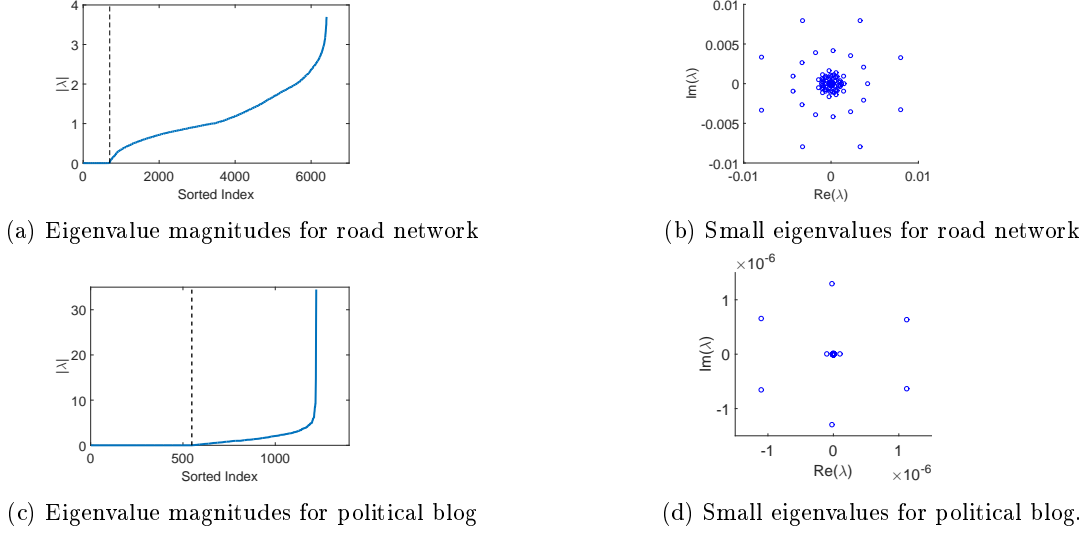 4
3
2
1
0
|λ|
0 2000 4000 6000
Sorted Index
0.01
0.005
0
-0.005
-0.01
Im(λ)
-0.01 0 0.01
Re(λ)
(a) Eigenvalue magnitudes for road network
(b) Small eigenvalues for road network
30
20
10
0
|λ|
0 500 1000
Sorted Index
×10⁻⁶
1
0
-1
Im(λ)
-1 0 1
Re(λ) ×10⁻⁶
(c) Eigenvalue magnitudes for political blog
(d) Small eigenvalues for political blog.